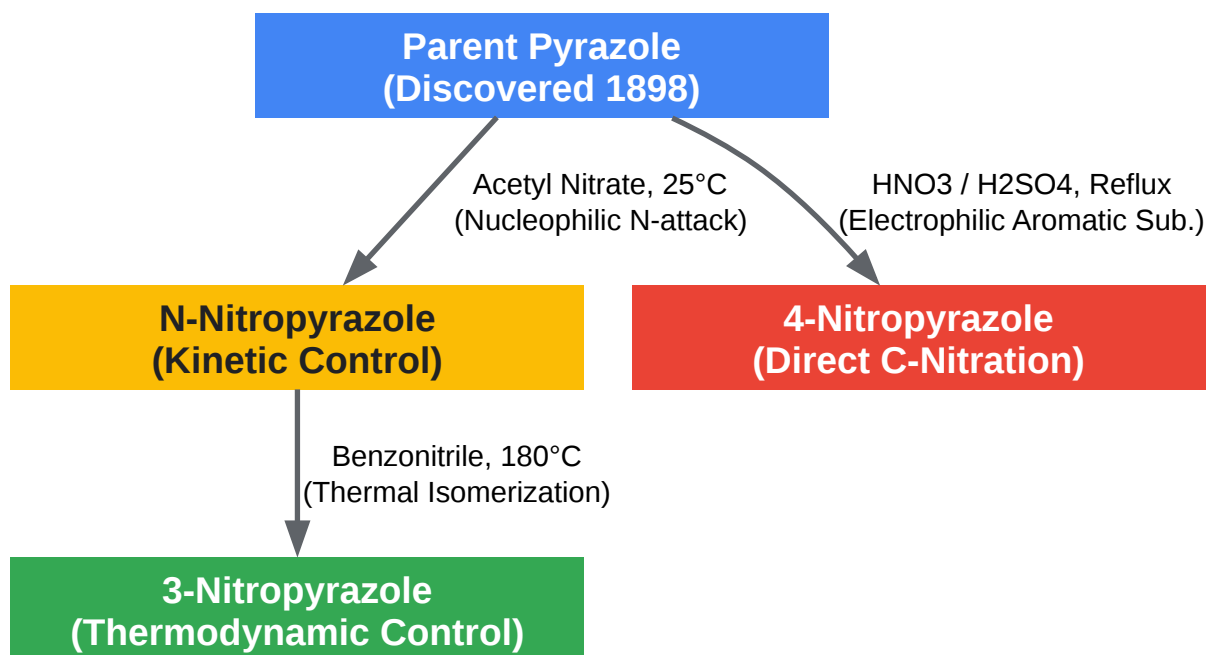 Parent Pyrazole
(Discovered 1898)
Acetyl Nitrate, 25°C
(Nucleophilic N-attack)
HNO3 / H2SO4, Reflux
(Electrophilic Aromatic Sub.)
N-Nitropyrazole
(Kinetic Control)
4-Nitropyrazole
(Direct C-Nitration)
Benzonitrile, 180°C
(Thermal Isomerization)
3-Nitropyrazole
(Thermodynamic Control)